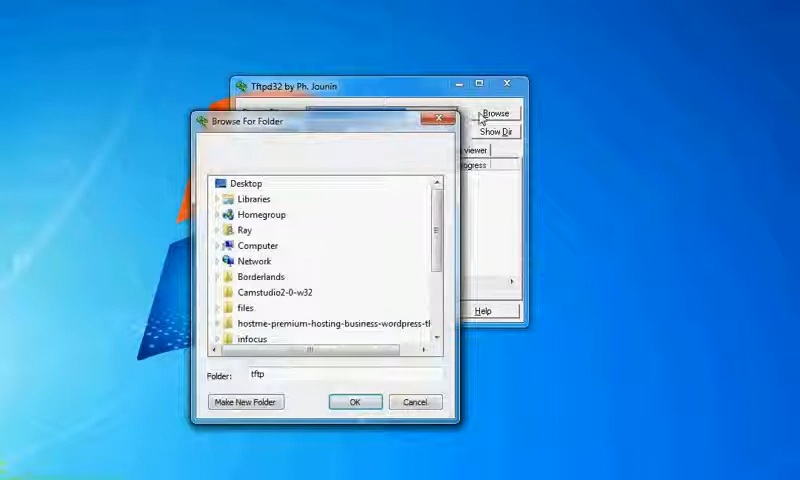 Tftpd32 by Ph. Jounin
Browse
Browse For Folder
Show Dir
viewer
Desktop
Libraries
Homegroup
Ray
Computer
Network
Borderlands
Camstudio2-0-w32
files
hostme-premium-hosting-business-wordpress-tl
infocus
Help
Folder: tftp
Make New Folder OK Cancel